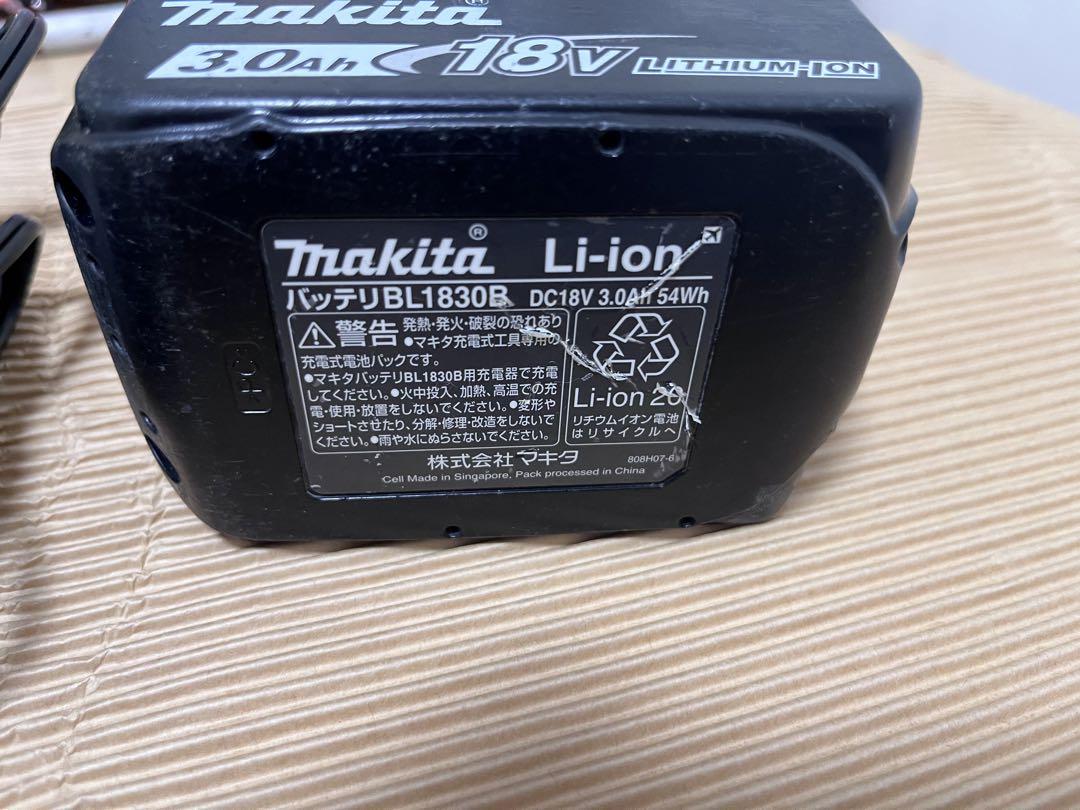 makita®
3.0Ah 18V LITHIUM-ION
makita® Li-ion
バッテリBL1830B DC18V 3.0Ah 54Wh
警告 発熱・発火・破裂の恐れあり
●マキタ充電式工具専用の
充電式電池パックです。
●マキタバッテリBL1830B用充電器で充電
してください。●火中投入、加熱、高温での充
電・使用・放置をしないでください。●変形や
ショートさせたり、分解・修理・改造をしないで
ください。●雨や水にぬらさないでください。
Li-ion 20
リチウムイオン電池
はリサイクルへ
株式会社 マキタ 808H07-6
Cell Made in Singapore, Pack processed in China
>PC<